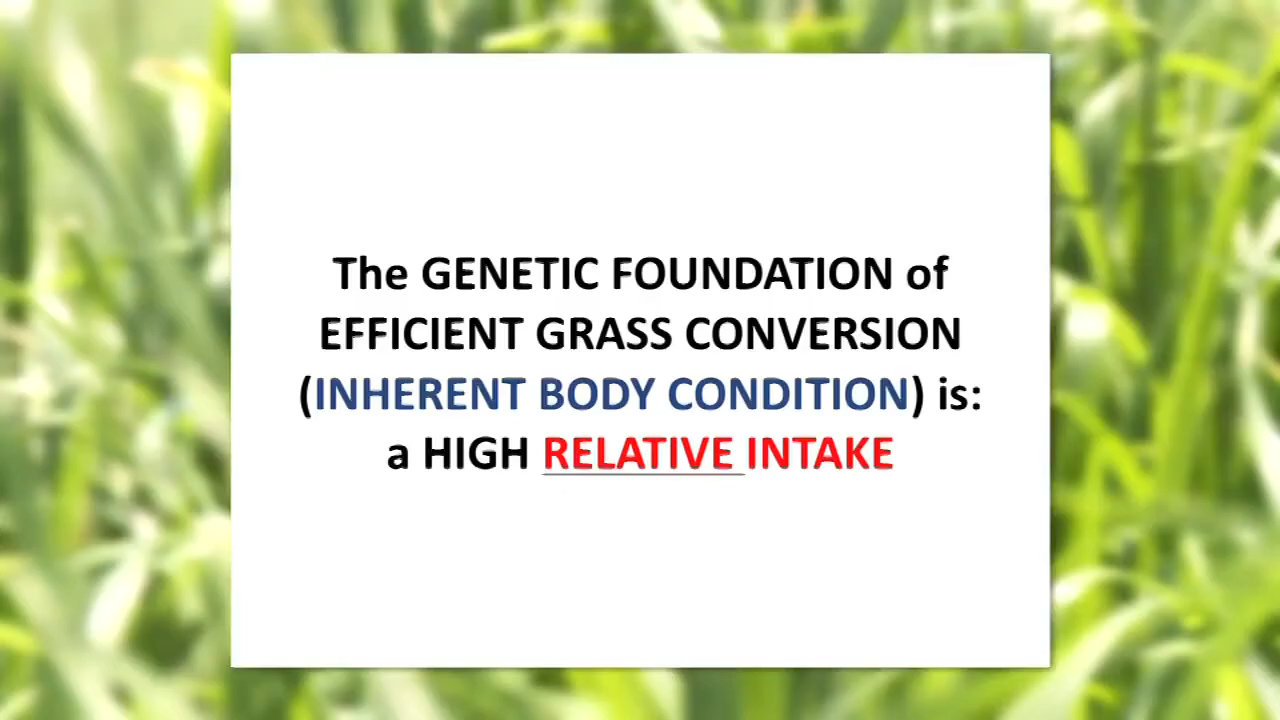 The GENETIC FOUNDATION of
EFFICIENT GRASS CONVERSION
(INHERENT BODY CONDITION) is:
a HIGH RELATIVE INTAKE